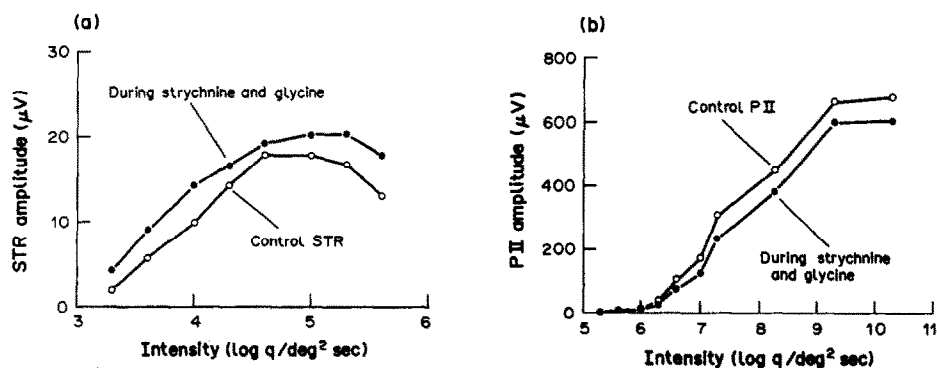 (a)
30
20
10
0
3
4
5
6
STR amplitude (μV)
Intensity (log q/deg² sec)
During strychnine and glycine
Control STR
(b)
800
600
400
200
0
5
6
7
8
9
10
11
PII amplitude (μV)
Intensity (log q/deg² sec)
Control PII
During strychnine
and glycine